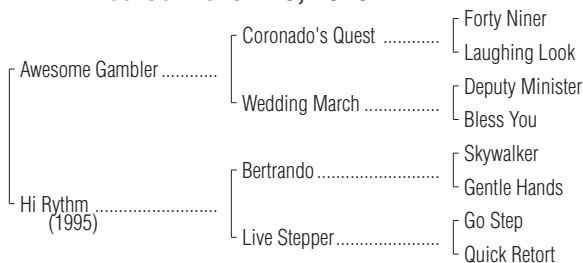 Forty Niner
Coronado's Quest ............
Laughing Look
Awesome Gambler ............
Deputy Minister
Wedding March ................
Bless You
Skywalker
Bertrando ..........................
Gentle Hands
Hi Rythm ..........................
(1995)
Go Step
Live Stepper......................
Quick Retort